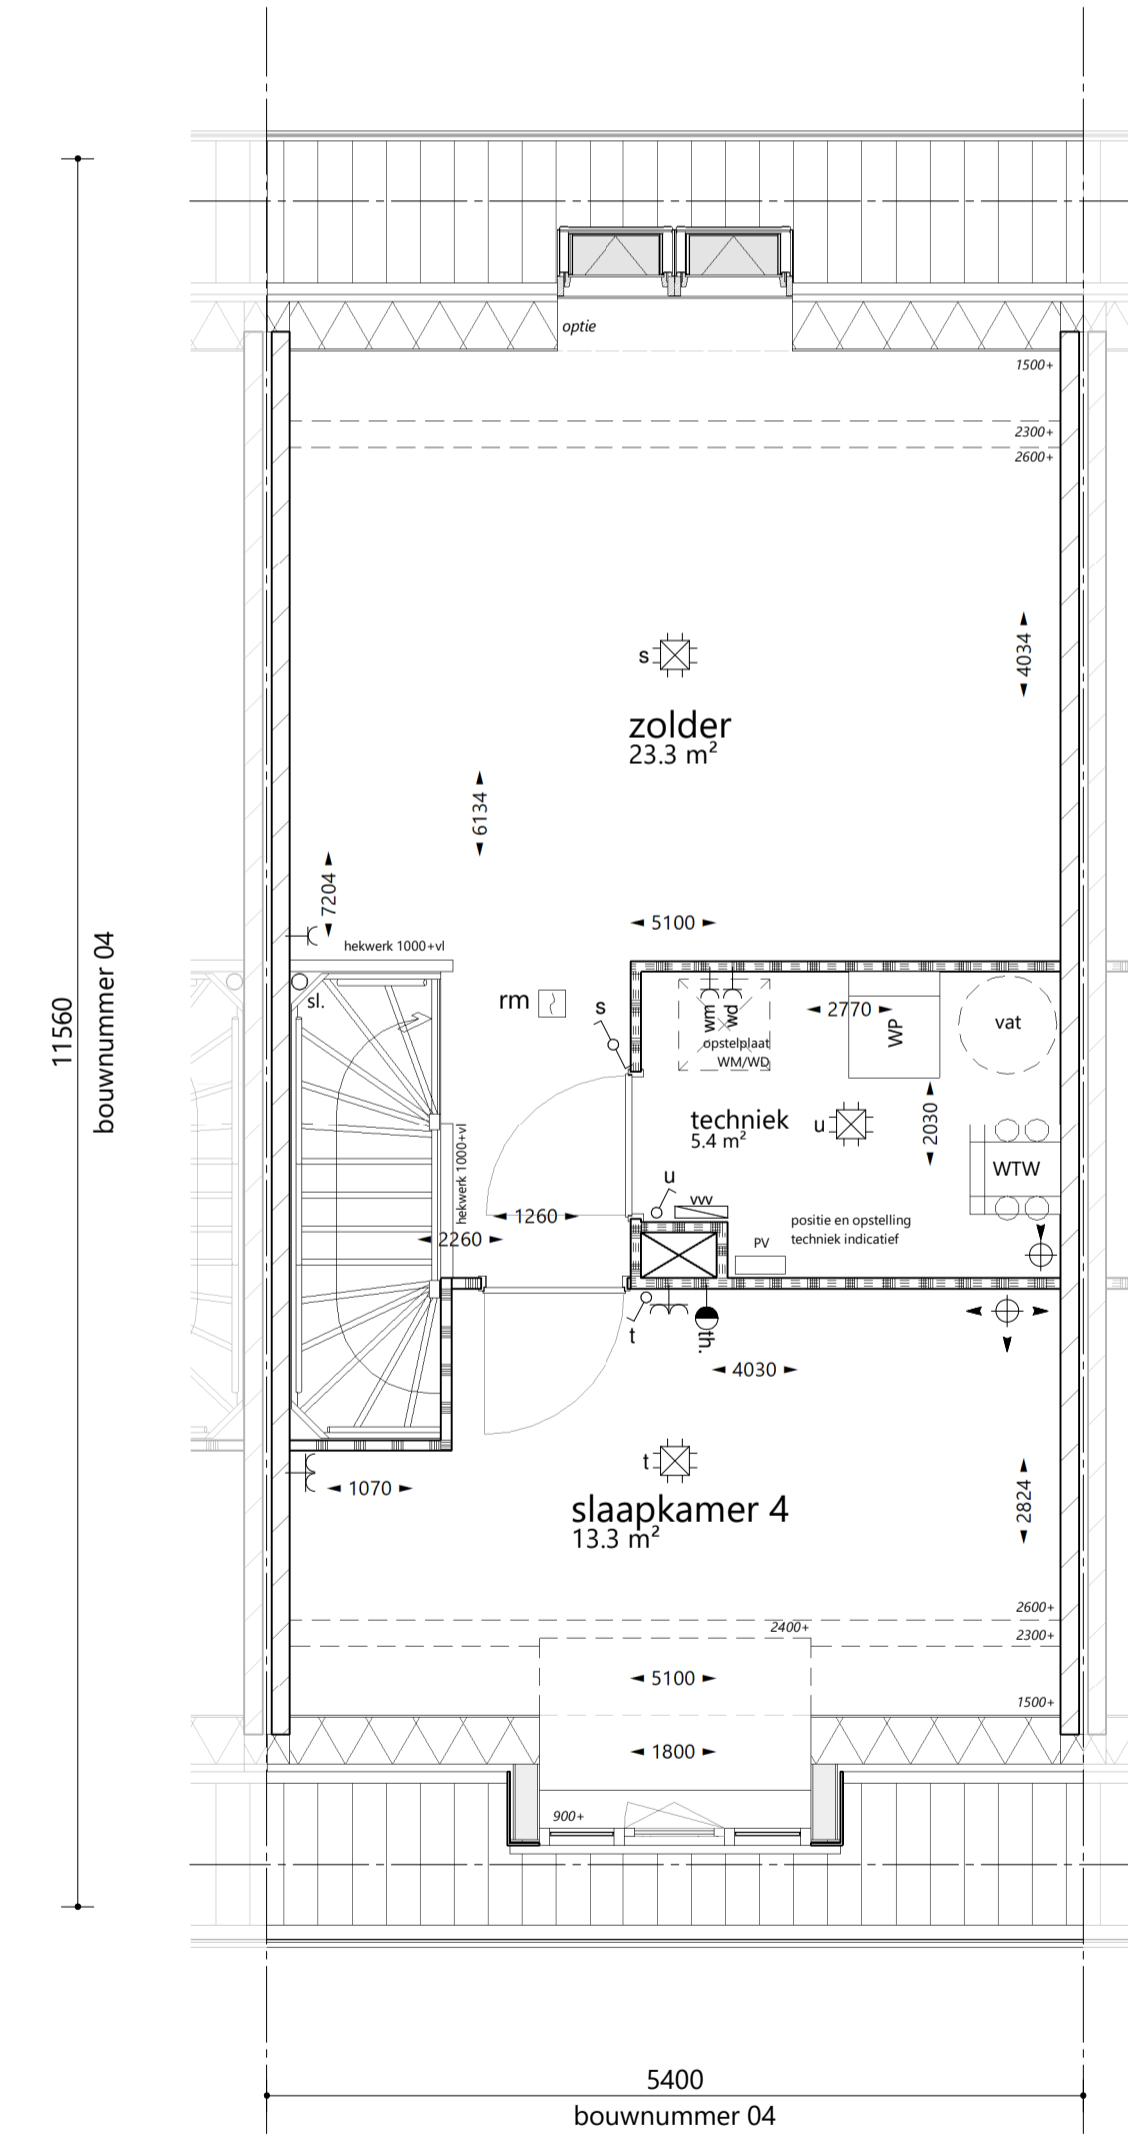 optie
1500+
2300+
2600+
s
4034
zolder
23.3 m²
6134
7204
5100
hekwerk 1000+vl
11560
bouwnummer 04
sl.
rm
s
wm
wd
opstelplaat
WM/WD
2770
WP
vat
techniek
5.4 m²
u
2030
hekwerk 1000+vl
WTW
u
vvv
1260
2260
positie en opstelling
techniek indicatief
PV
t
th.
4030
t
1070
slaapkamer 4
13.3 m²
2824
2600+
2400+
2300+
5100
1500+
1800
900+
5400
bouwnummer 04